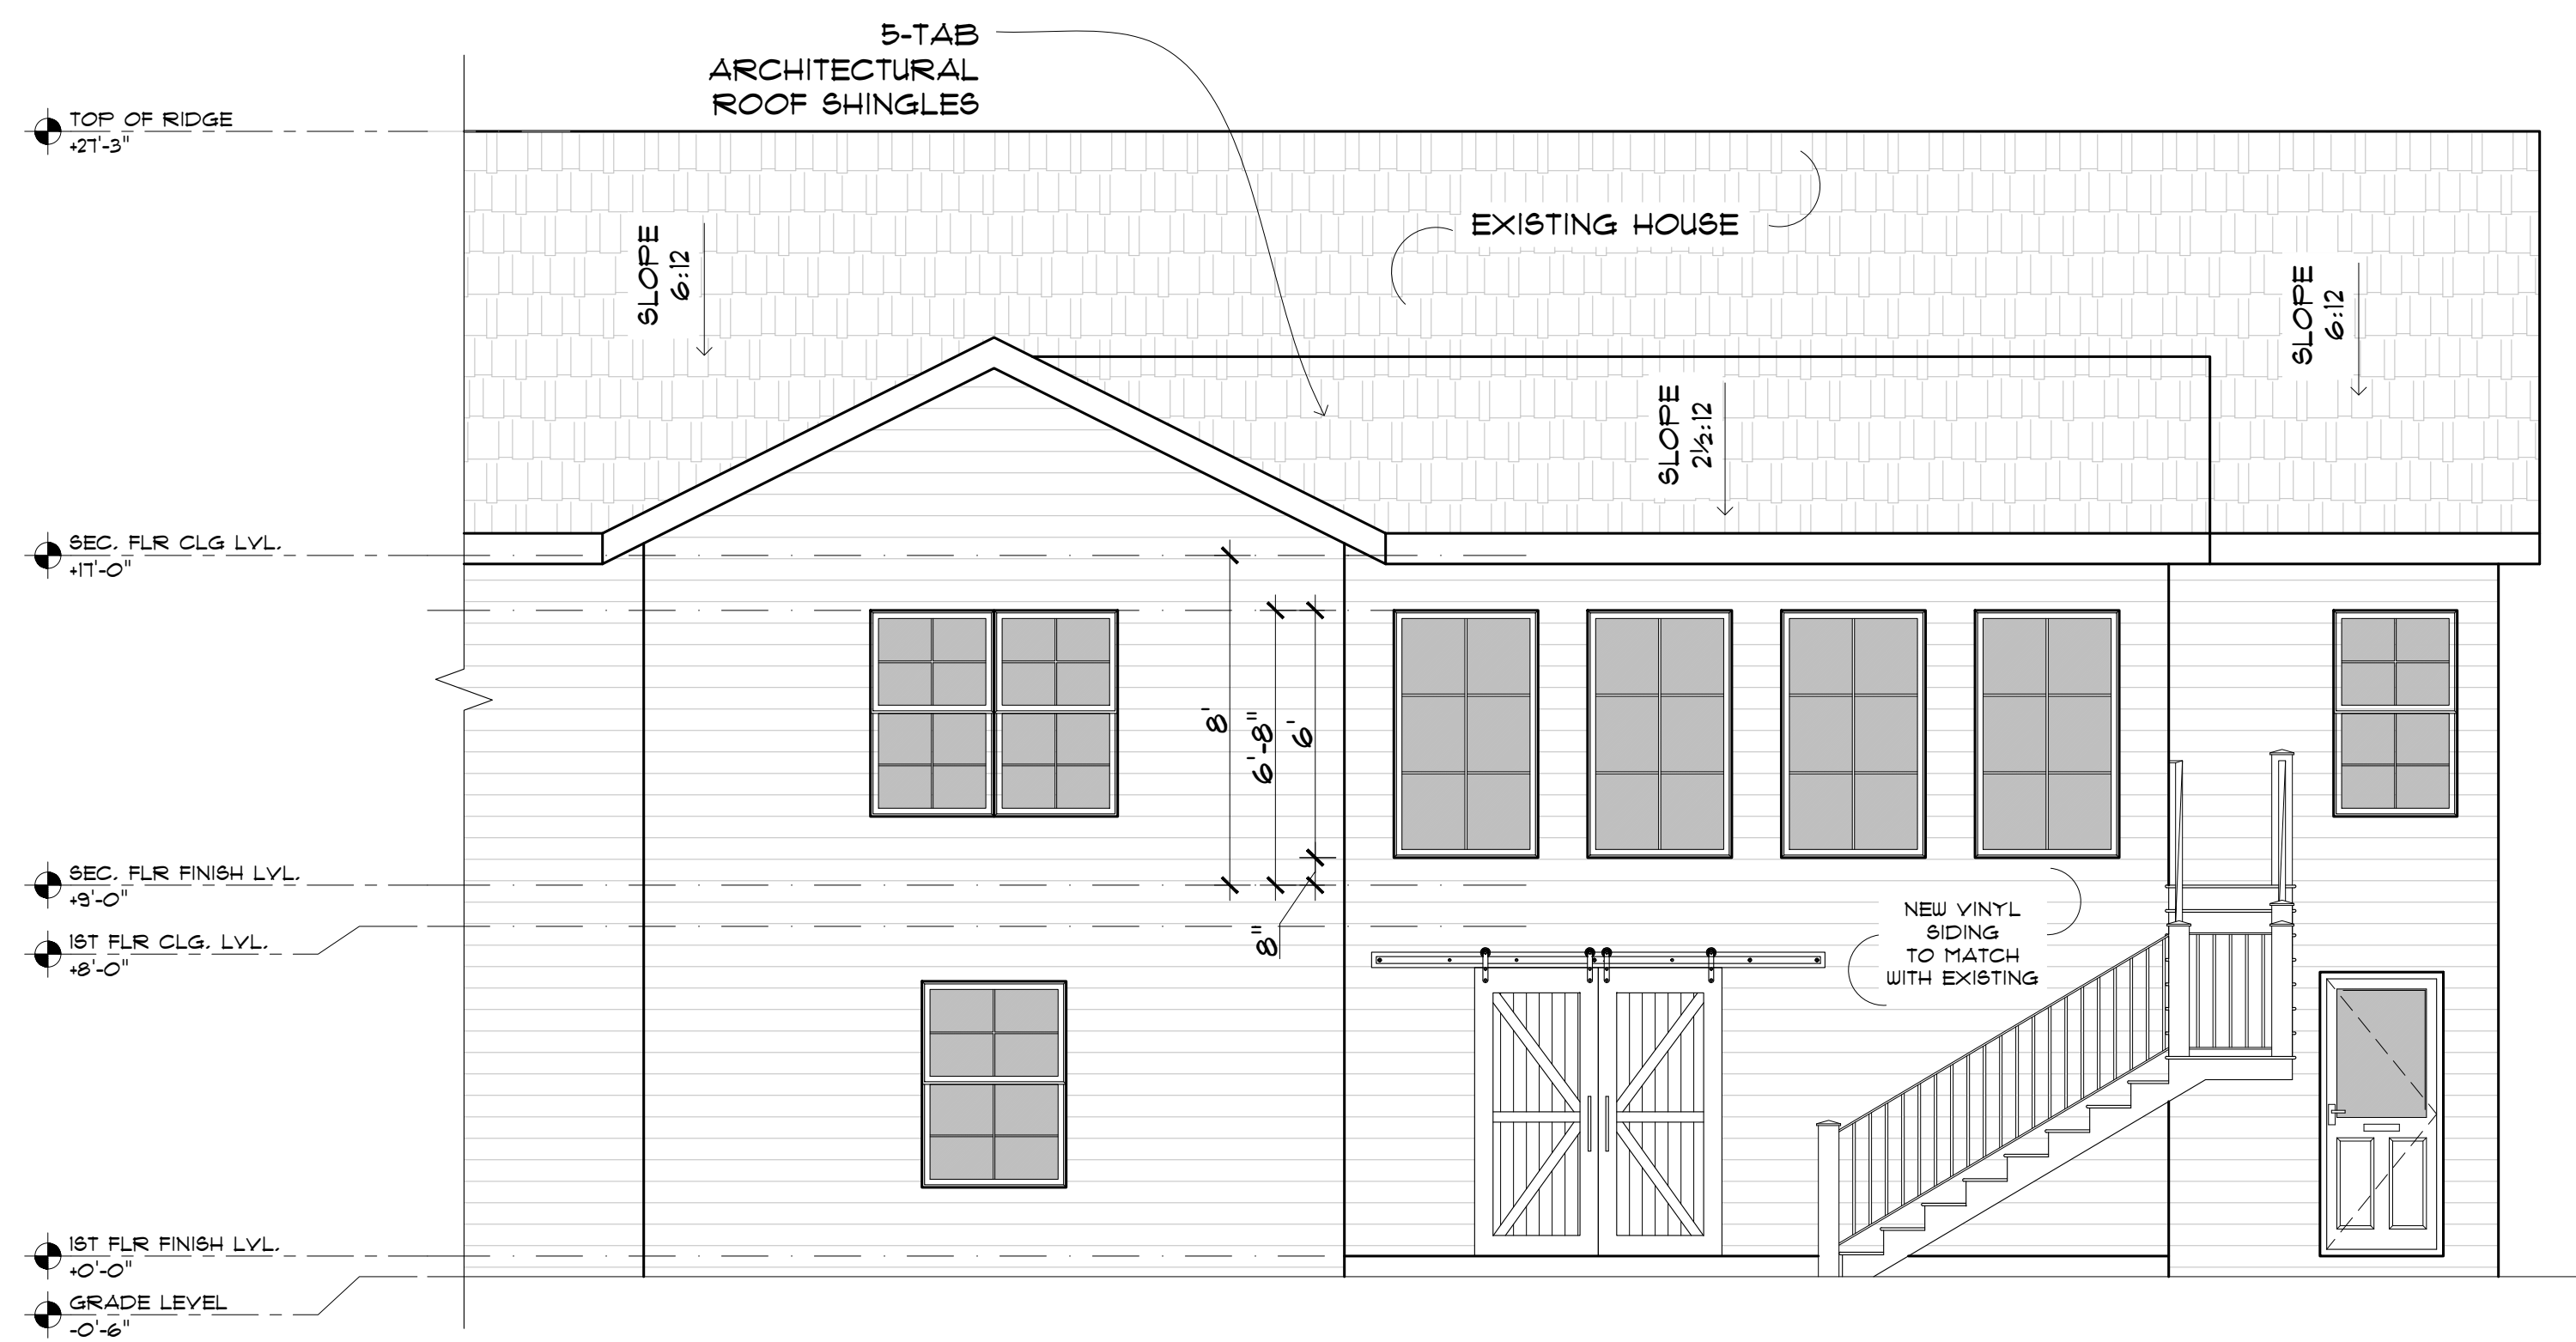 5-TAB
ARCHITECTURAL
ROOF SHINGLES
TOP OF RIDGE
+27'-3"
EXISTING HOUSE
SLOPE
6:12
SLOPE
6:12
SLOPE
2½:12
SEC. FLR CLG LVL.
+17'-0"
8'
6'-8"
6'
8"
SEC. FLR FINISH LVL.
+9'-0"
1ST FLR CLG. LVL.
+8'-0"
NEW VINYL
SIDING
TO MATCH
WITH EXISTING
1ST FLR FINISH LVL.
+0'-0"
GRADE LEVEL
-0'-6"